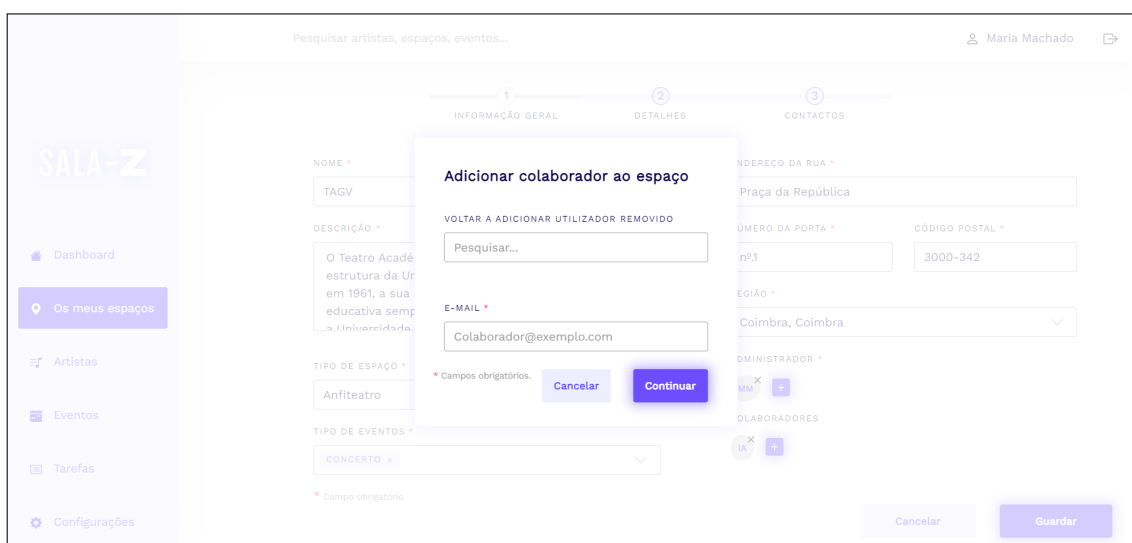 Pesquisar artistas, espaços, eventos...
Maria Machado
SALA-Z
Dashboard
Os meus espaços
Artistas
Eventos
Tarefas
Configurações
1
2
3
INFORMAÇÃO GERAL
DETALHES
CONTACTOS
NOME *
TAGV
DESCRIÇÃO *
O Teatro Acadé
estrutura da Un
em 1961, a sua
educativa semp
a Universidade
TIPO DE ESPAÇO *
Anfiteatro
TIPO DE EVENTOS *
CONCERTO ×
* Campo obrigatório
Adicionar colaborador ao espaço
VOLTAR A ADICIONAR UTILIZADOR REMOVIDO
Pesquisar...
E-MAIL *
Colaborador@exemplo.com
* Campos obrigatórios.
Cancelar
Continuar
NDEREÇO DA RUA *
Praça da República
ÚMERO DA PORTA *
CÓDIGO POSTAL *
nº.1
3000-342
EGIÃO *
Coimbra, Coimbra
DMINISTRADOR *
MM
+
OLABORADORES
IA
+
Cancelar
Guardar